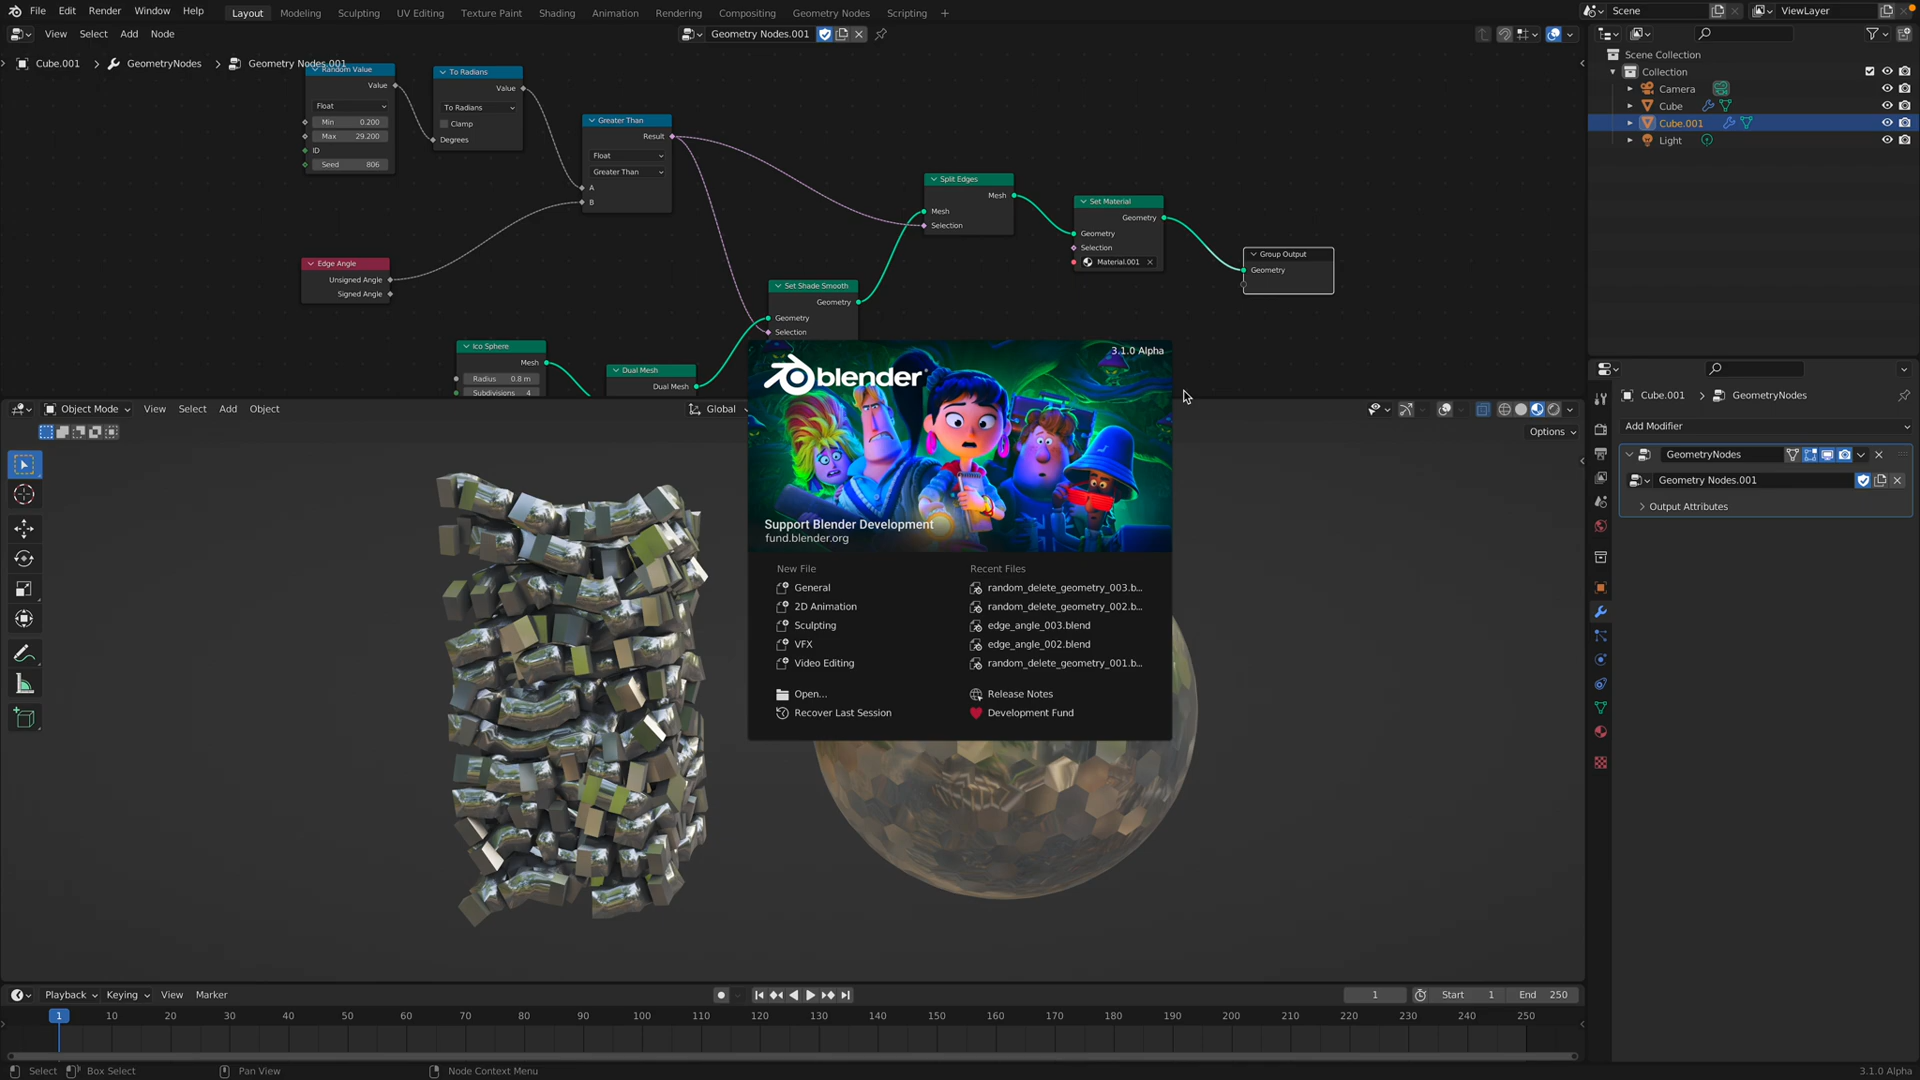 File Edit Render Window Help Layout Modeling Sculpting UV Editing Texture Paint Shading Animation Rendering Compositing Geometry Nodes Scripting + Scene ViewLayer
View Select Add Node Geometry Nodes.001
Cube.001 GeometryNodes Geometry Nodes.001
Random Value
Value
Float
Min 0.200
Max 29.200
ID
Seed 806
To Radians
Value
To Radians
Clamp
Degrees
Greater Than
Result
Float
Greater Than
A
B
Edge Angle
Unsigned Angle
Signed Angle
Ico Sphere
Mesh
Radius 0.8 m
Subdivisions 4
Dual Mesh
Dual Mesh
Set Shade Smooth
Geometry
Geometry
Selection
Split Edges
Mesh
Mesh
Selection
Set Material
Geometry
Geometry
Selection
Material.001
Group Output
Geometry
Scene Collection
Collection
Camera
Cube
Cube.001
Light
Object Mode View Select Add Object Global
Options
3.1.0 Alpha
blender
Support Blender Development
fund.blender.org
New File
General
2D Animation
Sculpting
VFX
Video Editing
Open...
Recover Last Session
Recent Files
random_delete_geometry_003.b...
random_delete_geometry_002.b...
edge_angle_003.blend
edge_angle_002.blend
random_delete_geometry_001.b...
Release Notes
Development Fund
Cube.001 GeometryNodes
Add Modifier
GeometryNodes
Geometry Nodes.001
Output Attributes
Playback Keying View Marker 1 Start 1 End 250
1 10 20 30 40 50 60 70 80 90 100 110 120 130 140 150 160 170 180 190 200 210 220 230 240 250
Select Box Select Pan View Node Context Menu 3.1.0 Alpha